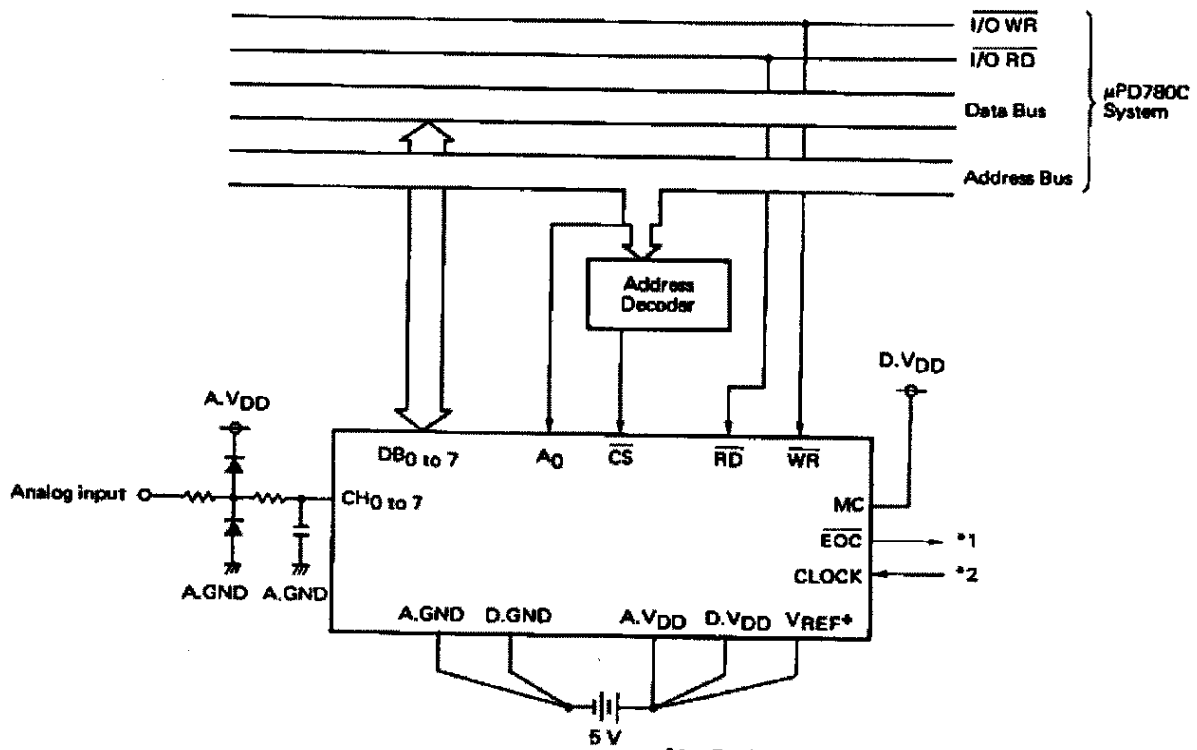 I/O WR
I/O RD
Data Bus
Address Bus
µPD780C
System
Address
Decoder
D.VDD
A.VDD
DB0 to 7
A0
CS
RD
WR
Analog input
CH0 to 7
MC
EOC
*1
CLOCK
*2
A.GND
A.GND
A.GND
D.GND
A.VDD
D.VDD
VREF+
5 V